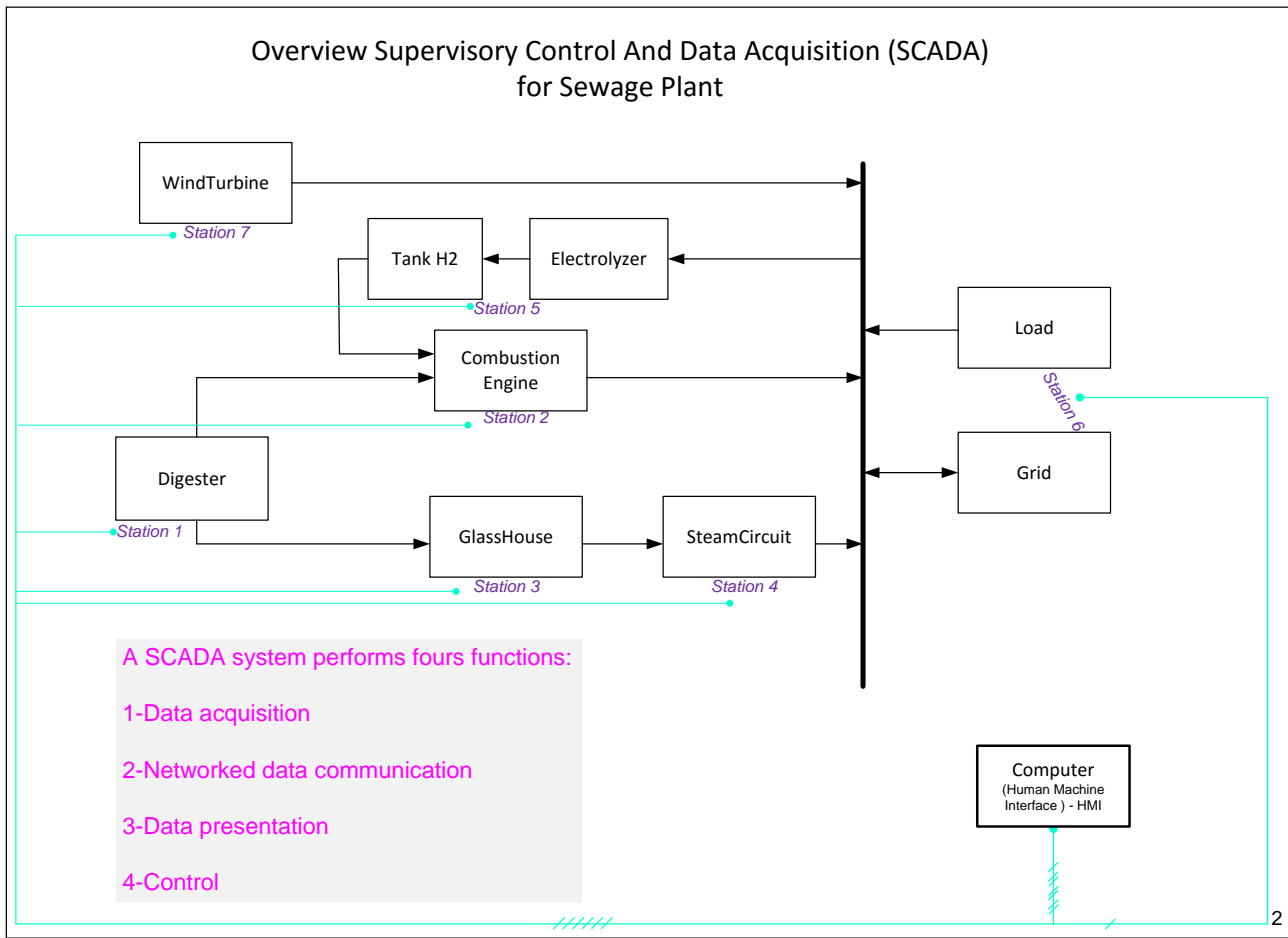 Overview Supervisory Control And Data Acquisition (SCADA)
for Sewage Plant
WindTurbine
Station 7
Tank H2
Electrolyzer
Station 5
Load
Combustion
Engine
Station 2
Station 6
Digester
Station 1
Grid
GlassHouse
SteamCircuit
Station 3
Station 4
A SCADA system performs fours functions:
1-Data acquisition
2-Networked data communication
3-Data presentation
4-Control
Computer
(Human Machine
Interface ) - HMI
2